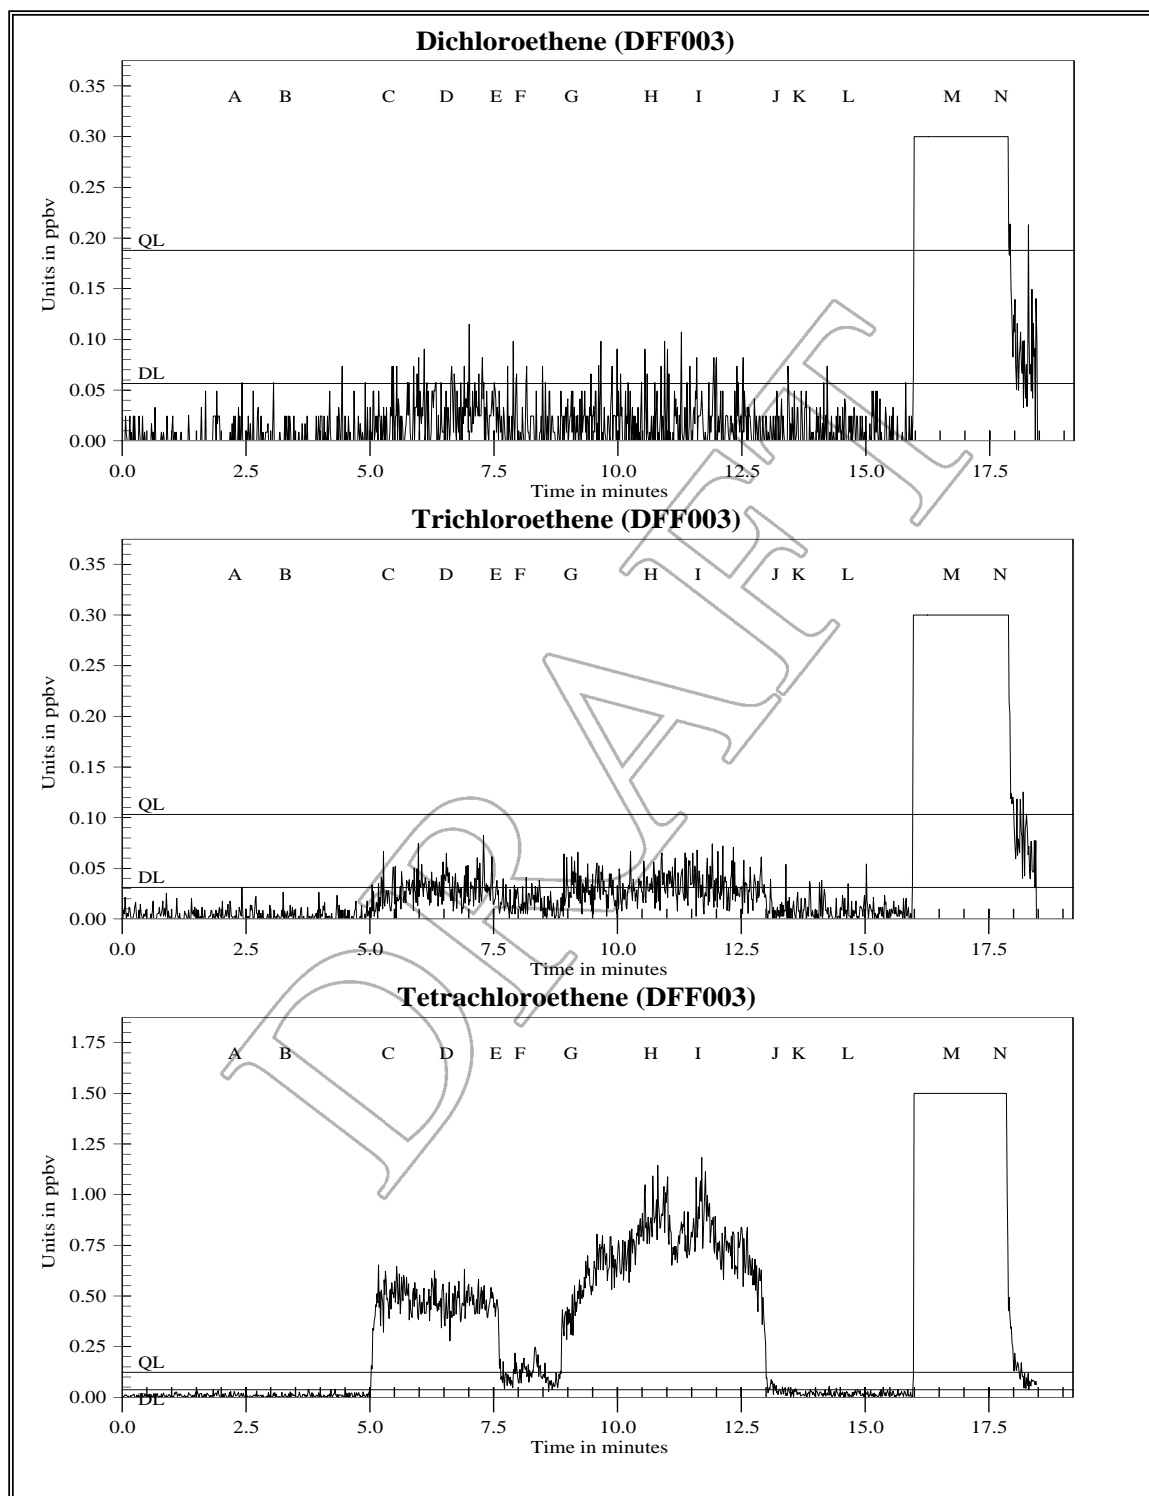 Dichloroethene (DFF003)
0.35
A B C D E F G H I J K L M N
0.30
0.25
Units in ppbv
0.20
QL
0.15
0.10
DL
0.05
0.00
0.0 2.5 5.0 7.5 10.0 12.5 15.0 17.5
Time in minutes
Trichloroethene (DFF003)
0.35
A B C D E F G H I J K L M N
0.30
0.25
Units in ppbv
0.20
0.15
QL
0.10
0.05
DL
0.00
0.0 2.5 5.0 7.5 10.0 12.5 15.0 17.5
Time in minutes
Tetrachloroethene (DFF003)
1.75
A B C D E F G H I J K L M N
1.50
1.25
Units in ppbv
1.00
0.75
0.50
0.25
QL
0.00
DL
0.0 2.5 5.0 7.5 10.0 12.5 15.0 17.5
Time in minutes
DRAFT